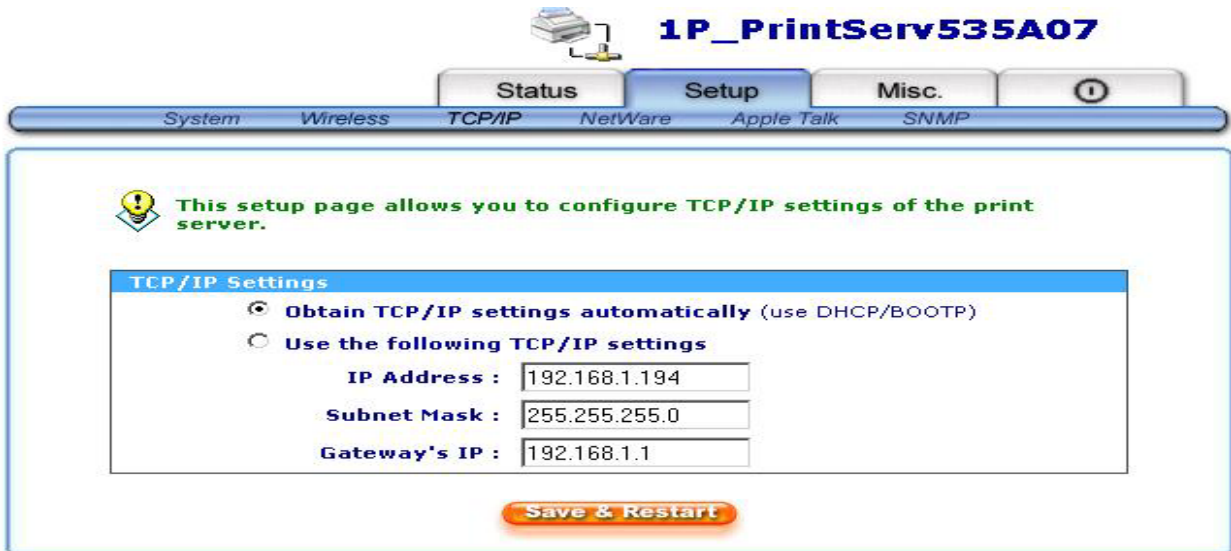 1P_PrintServ535A07
Status Setup Misc.
System Wireless TCP/IP NetWare Apple Talk SNMP
This setup page allows you to configure TCP/IP settings of the print
server.
TCP/IP Settings
Obtain TCP/IP settings automatically (use DHCP/BOOTP)
Use the following TCP/IP settings
IP Address : 192.168.1.194
Subnet Mask : 255.255.255.0
Gateway's IP : 192.168.1.1
Save & Restart